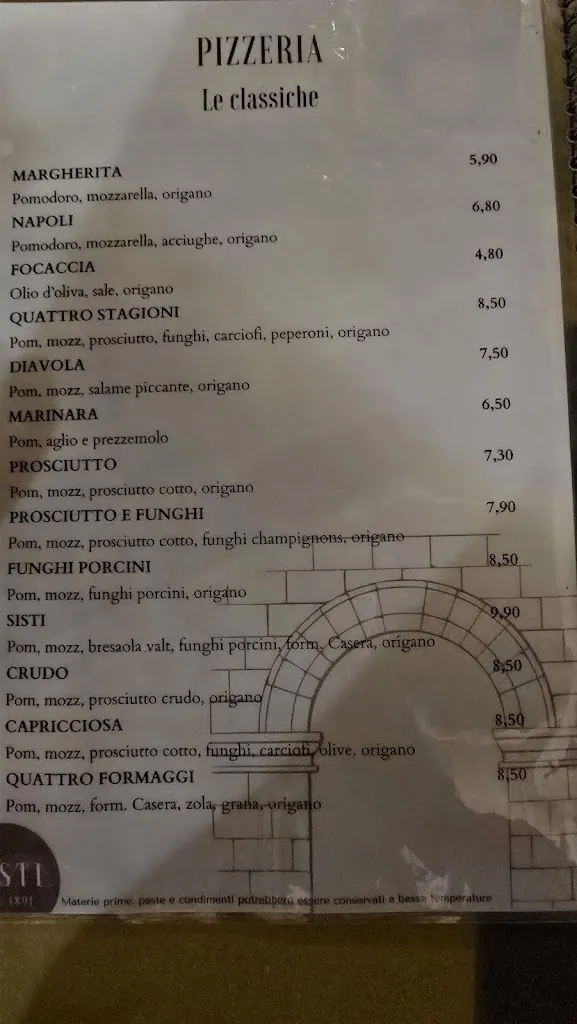 PIZZERIA
Le classiche
MARGHERITA 5,90
Pomodoro, mozzarella, origano
NAPOLI 6,80
Pomodoro, mozzarella, acciughe, origano
FOCACCIA 4,80
Olio d'oliva, sale, origano
QUATTRO STAGIONI 8,50
Pom, mozz, prosciutto, funghi, carciofi, peperoni, origano
DIAVOLA 7,50
Pom, mozz, salame piccante, origano
MARINARA 6,50
Pom, aglio e prezzemolo
PROSCIUTTO 7,30
Pom, mozz, prosciutto cotto, origano
PROSCIUTTO E FUNGHI 7,90
Pom, mozz, prosciutto cotto, funghi champignons, origano
FUNGHI PORCINI 8,50
Pom, mozz, funghi porcini, origano
SISTI 9,90
Pom, mozz, bresaola valt, funghi porcini, form. Casera, origano
CRUDO 8,50
Pom, mozz, prosciutto crudo, origano
CAPRICCIOSA 8,50
Pom, mozz, prosciutto cotto, funghi, carciofi, olive, origano
QUATTRO FORMAGGI 8,50
Pom, mozz, form. Casera, zola, grana, origano
STI
1891
Materie prime, paste e condimenti potrebbero essere conservati a basse temperature